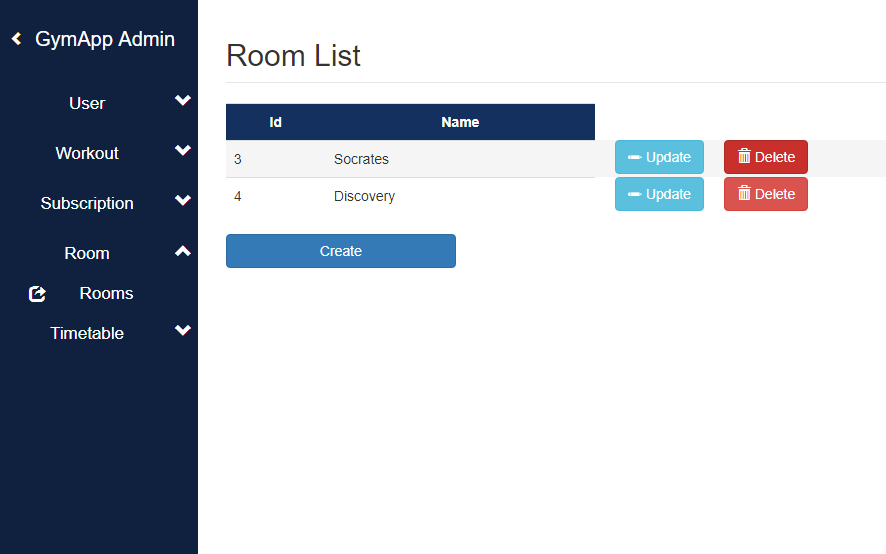 GymApp Admin
User
Workout
Subscription
Room
Rooms
Timetable
Room List
Id Name
3 Socrates Update Delete
4 Discovery Update Delete
Create